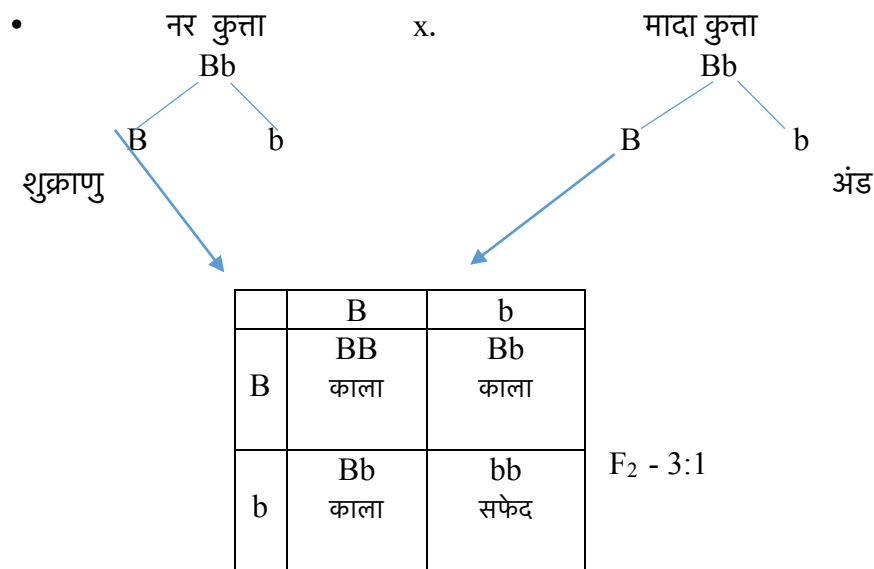 • नर कुत्ता x. मादा कुत्ता
Bb Bb
B b B b
शुक्राणु अंड
B b
BB Bb
B काला काला
F₂ - 3:1
Bb bb
b काला सफेद